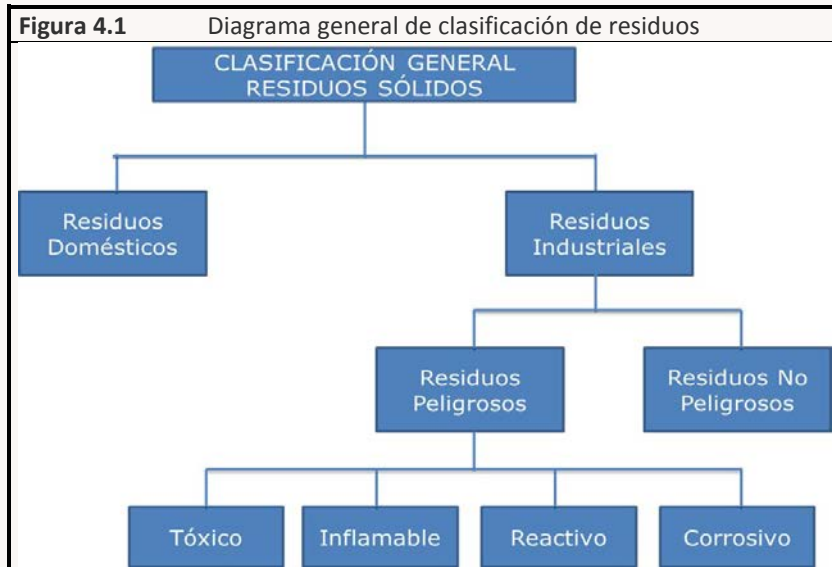 Figura 4.1 Diagrama general de clasificación de residuos
CLASIFICACIÓN GENERAL
RESIDUOS SÓLIDOS
Residuos
Domésticos
Residuos
Industriales
Residuos
Peligrosos
Residuos No
Peligrosos
Tóxico
Inflamable
Reactivo
Corrosivo